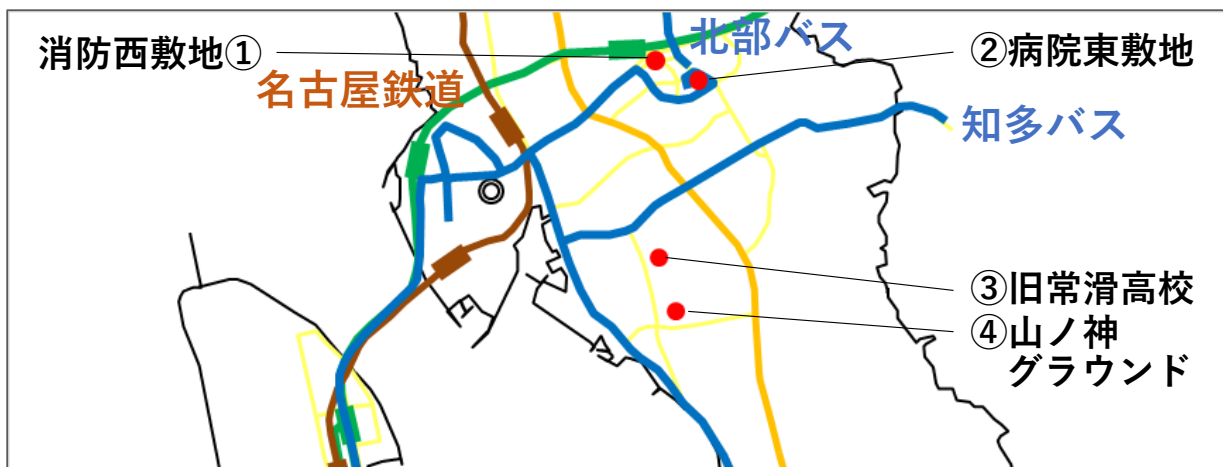 北部バス
消防西敷地①
②病院東敷地
名古屋鉄道
知多バス
③旧常滑高校
④山ノ神
グラウンド